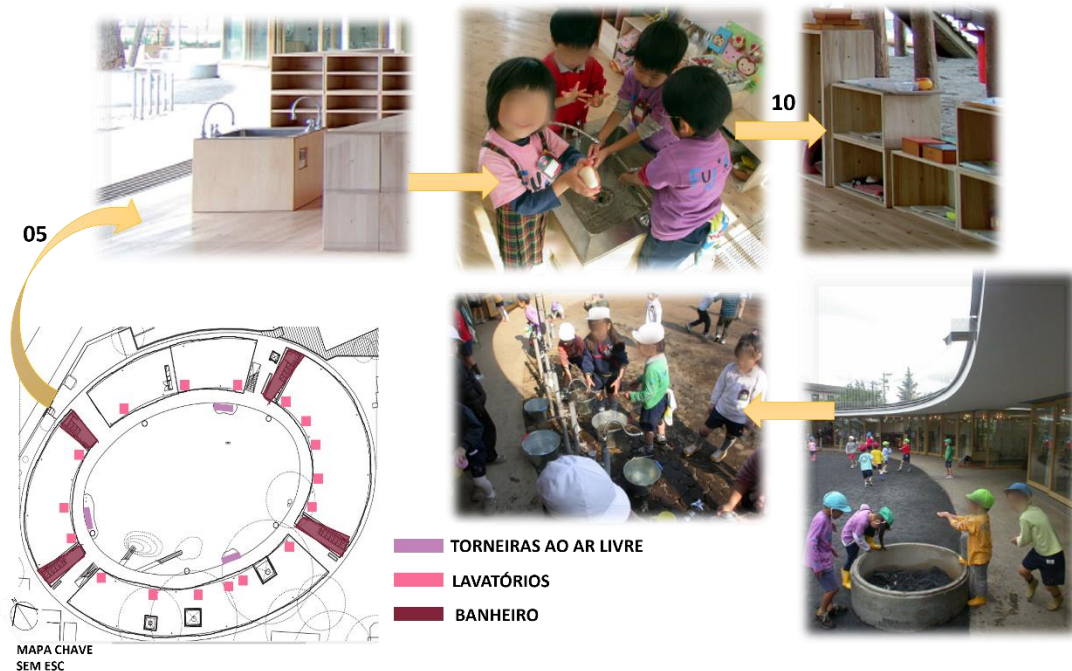 10
05
TORNEIRAS AO AR LIVRE
LAVATÓRIOS
BANHEIRO
MAPA CHAVE
SEM ESC